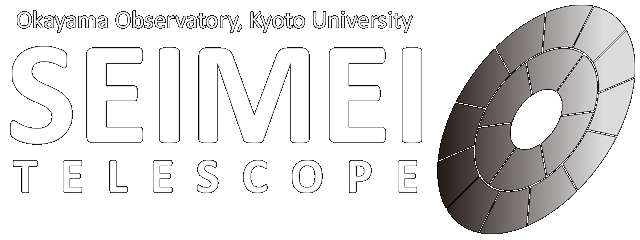 Okayama Observatory, Kyoto University
SEIMEI
TELESCOPE